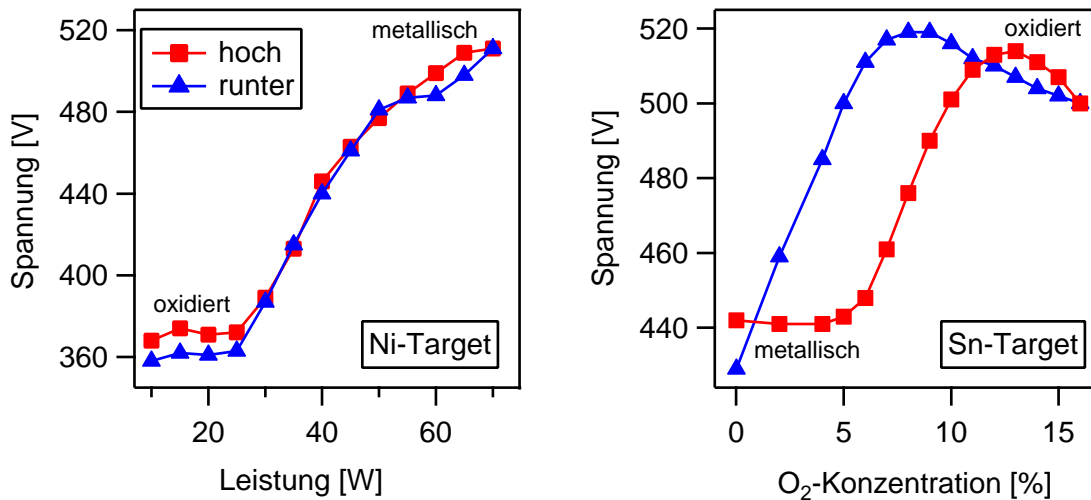 520
480
440
400
360
Spannung [V]
hoch
runter
metallisch
oxidiert
Ni-Target
20
40
60
Leistung [W]
520
500
480
460
440
Spannung [V]
oxidiert
metallisch
Sn-Target
0
5
10
15
O₂-Konzentration [%]